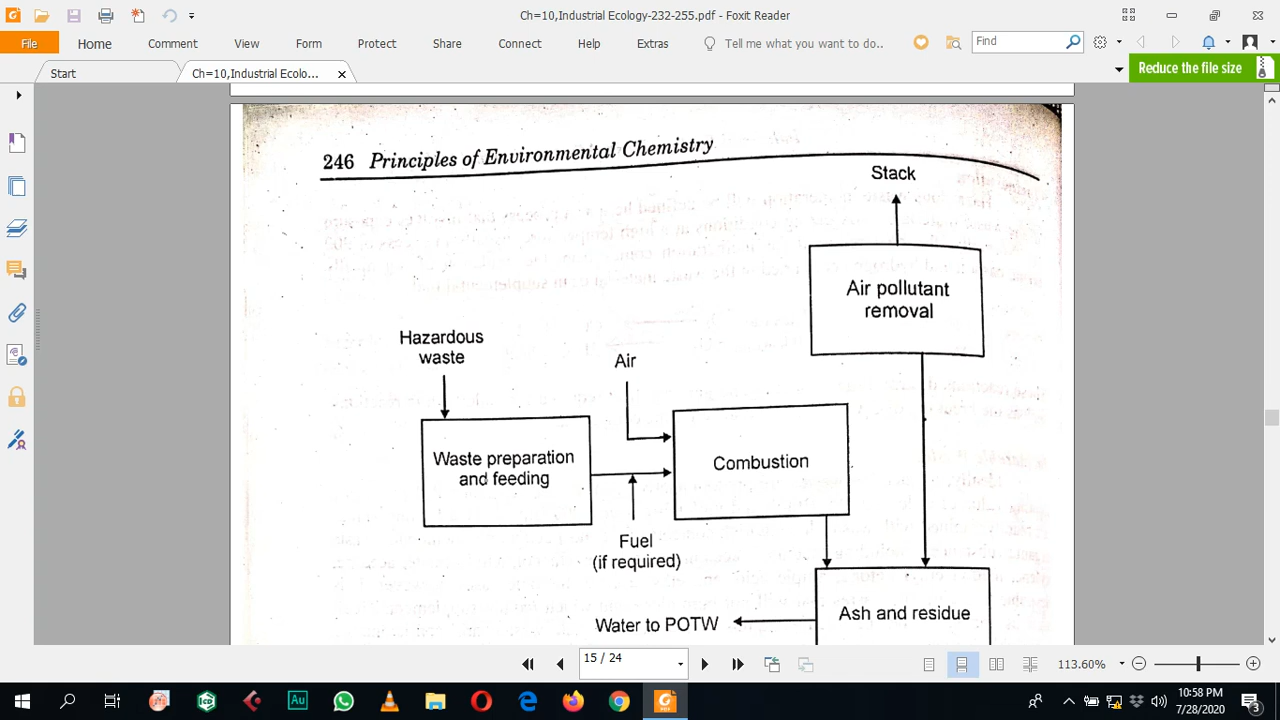 Ch=10,Industrial Ecology-232-255.pdf - Foxit Reader
File Home Comment View Form Protect Share Connect Help Extras Tell me what you want to do.. Find
Start Ch=10,Industrial Ecolo... Reduce the file size
246 Principles of Environmental Chemistry
Stack
Air pollutant
removal
Hazardous
waste
Air
Waste preparation
and feeding
Combustion
Fuel
(if required)
Ash and residue
Water to POTW
15 / 24 113.60%
Au 10:58 PM
7/28/2020 3